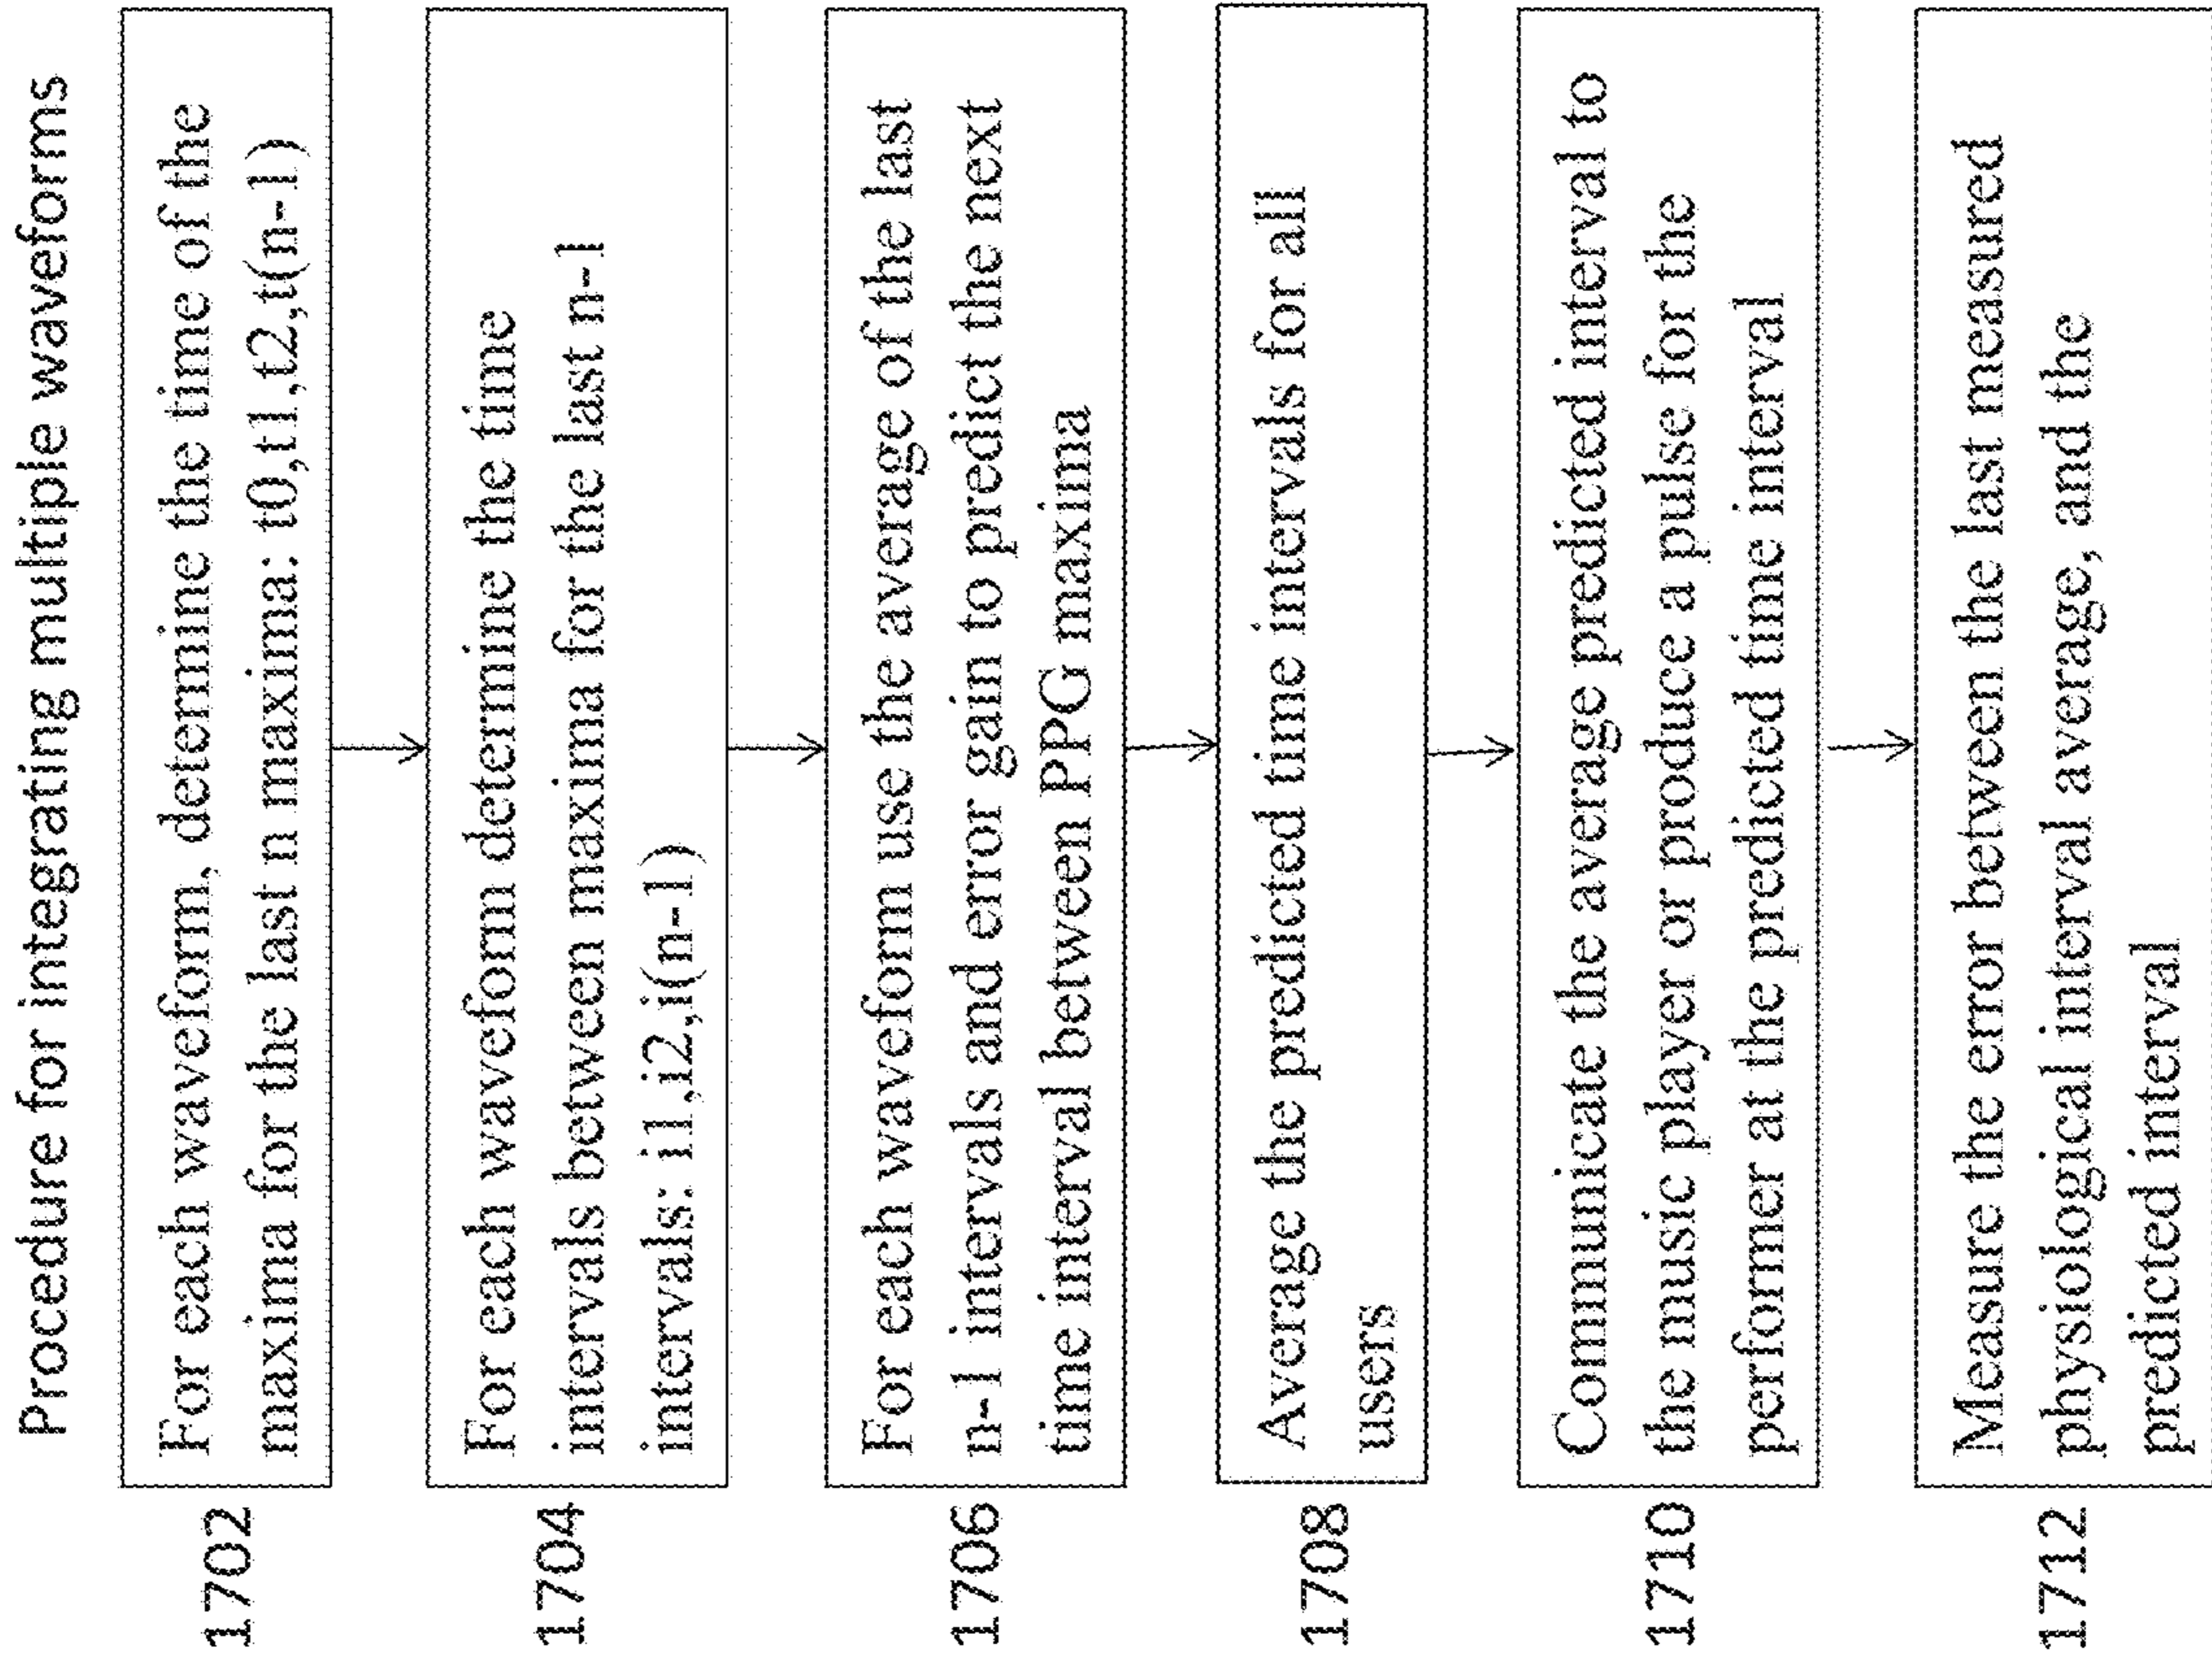 Procedure for integrating multiple waveforms
1702
For each waveform, determine the time of the
maxima for the last n maxima: t0,t1,t2,t(n-1)
1704
For each waveform determine the time
intervals between maxima for the last n-1
intervals: i1,i2,i(n-1)
1706
For each waveform use the average of the last
n-1 intervals and error gain to predict the next
time interval between PPG maxima
1708
Average the predicted time intervals for all
users
1710
Communicate the average predicted interval to
the music player or produce a pulse for the
performer at the predicted time interval
1712
Measure the error between the last measured
physiological interval average, and the
predicted interval